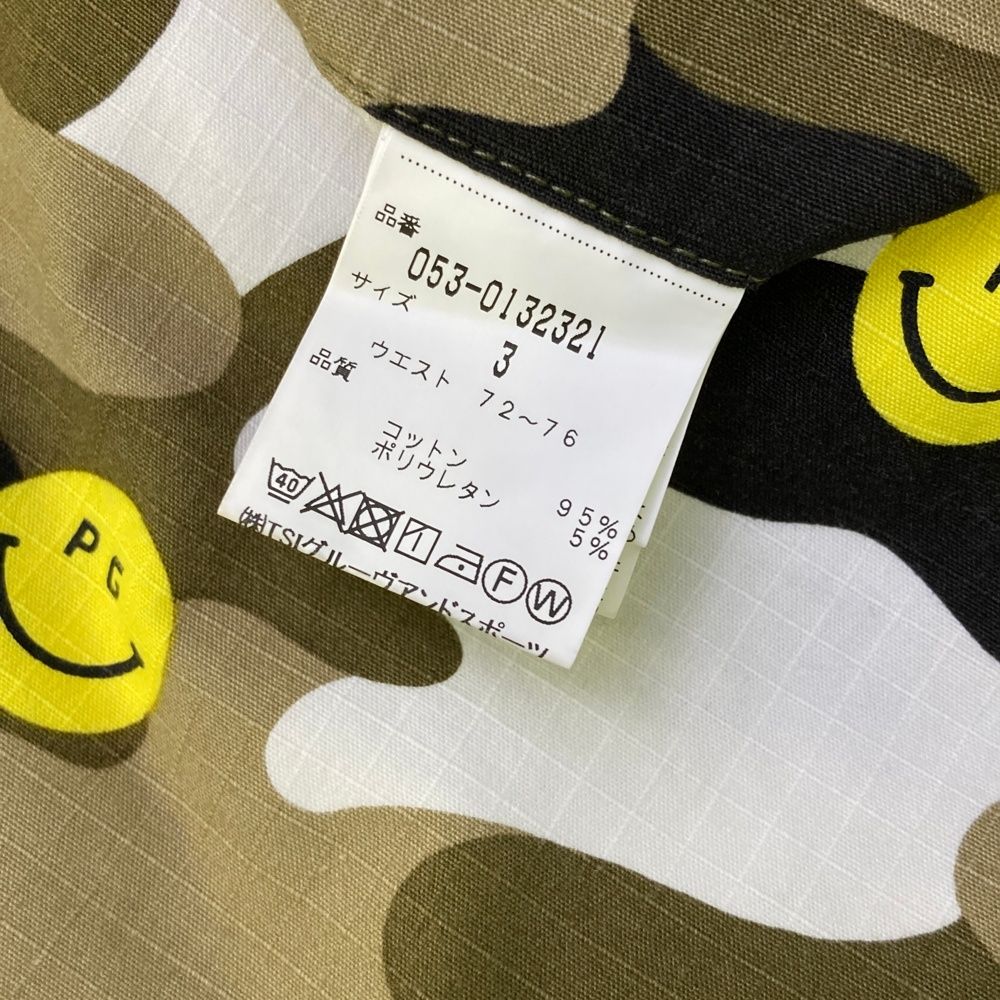 品番
053-0132321
サイズ
3
ウエスト 72〜76
品質
コットン 95%
ポリウレタン 5%
40
F W
㈱TSIグルーヴアンドスポーツ
PG